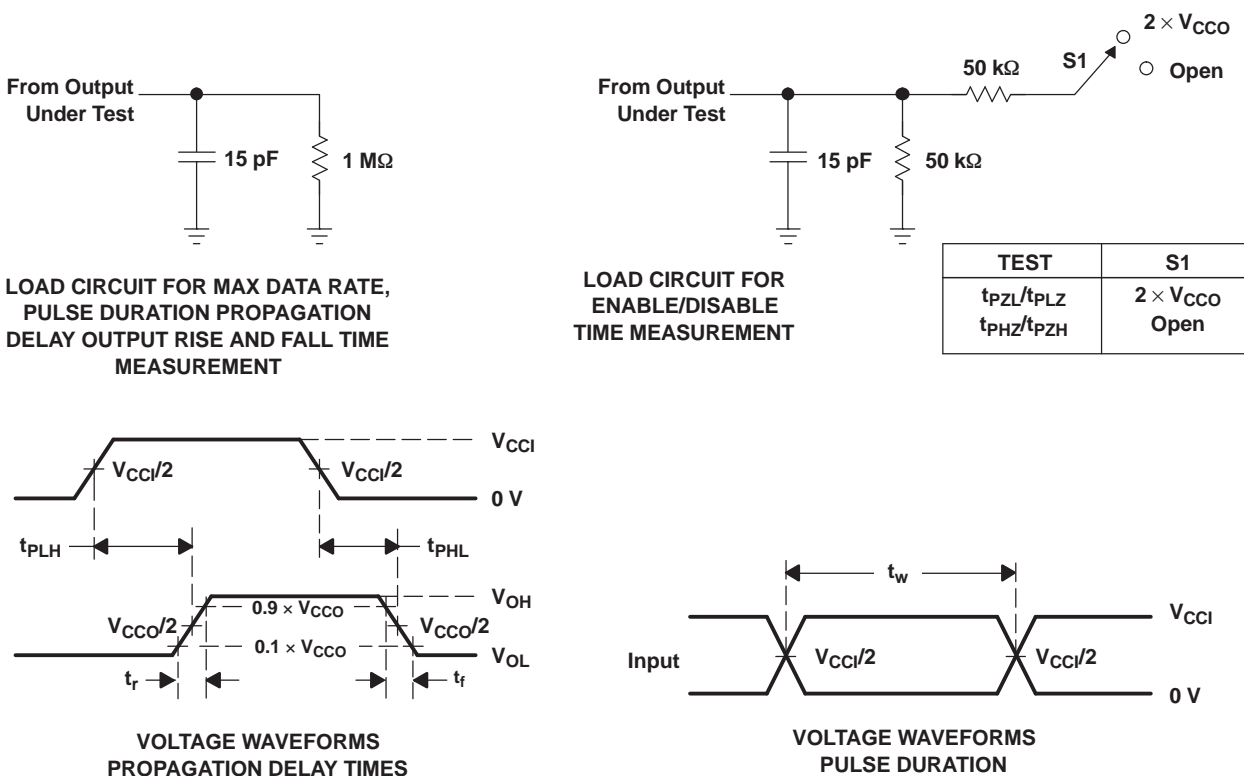 From Output
Under Test
15 pF
1 MΩ
LOAD CIRCUIT FOR MAX DATA RATE,
PULSE DURATION PROPAGATION
DELAY OUTPUT RISE AND FALL TIME
MEASUREMENT
From Output
Under Test
15 pF
50 kΩ
50 kΩ
S1
2 × VCCO
Open
LOAD CIRCUIT FOR
ENABLE/DISABLE
TIME MEASUREMENT
TEST S1
tPZL/tPLZ 2 × VCCO
tPHZ/tPZH Open
VCCI
VCCI/2 VCCI/2
0 V
tPLH tPHL
VOH
0.9 × VCCO
VCCO/2 VCCO/2
0.1 × VCCO
VOL
tr tf
VOLTAGE WAVEFORMS
PROPAGATION DELAY TIMES
tw
VCCI
Input VCCI/2 VCCI/2
0 V
VOLTAGE WAVEFORMS
PULSE DURATION